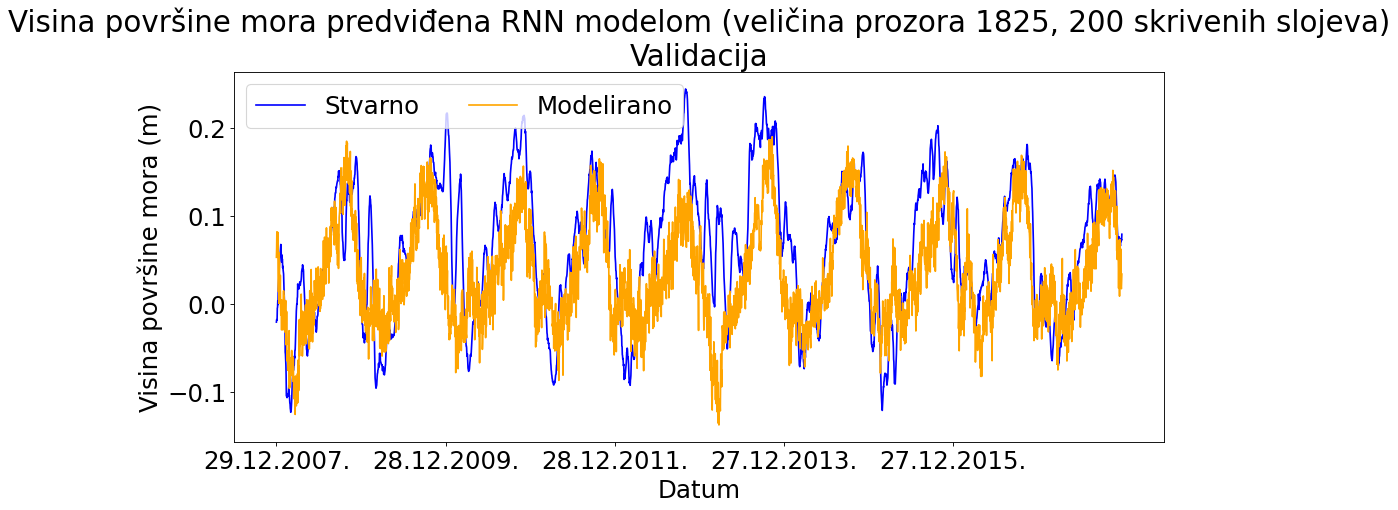 Visina površine mora predviđena RNN modelom (veličina prozora 1825, 200 skrivenih slojeva)
Validacija
Stvarno Modelirano
Visina površine mora (m)
0.2
0.1
0.0
−0.1
29.12.2007. 28.12.2009. 28.12.2011. 27.12.2013. 27.12.2015.
Datum